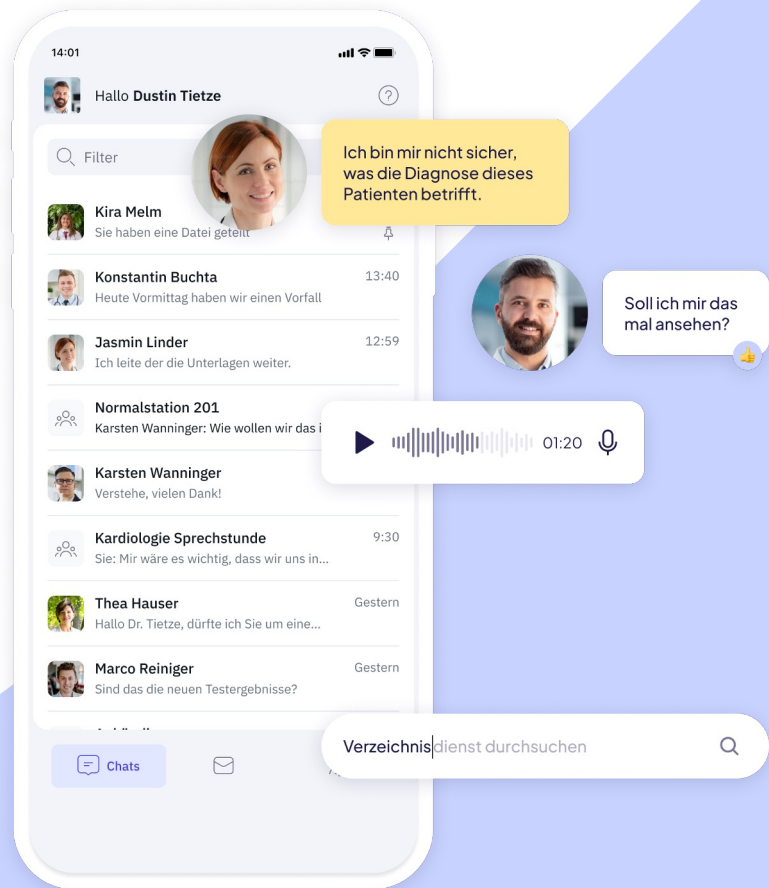 14:01
Hallo Dustin Tietze
Filter
Ich bin mir nicht sicher,
was die Diagnose dieses
Patienten betrifft.
Kira Melm
Sie haben eine Datei geteilt
Konstantin Buchta
13:40
Heute Vormittag haben wir einen Vorfall
Soll ich mir das
mal ansehen?
Jasmin Linder
12:59
Ich leite der die Unterlagen weiter.
Normalstation 201
Karsten Wanninger: Wie wollen wir das
01:20
Karsten Wanninger
Verstehe, vielen Dank!
Kardiologie Sprechstunde
9:30
Sie: Mir wäre es wichtig, dass wir uns in...
Thea Hauser
Gestern
Hallo Dr. Tietze, dürfte ich Sie um eine...
Marco Reiniger
Gestern
Sind das die neuen Testergebnisse?
Verzeichnisdienst durchsuchen
Chats